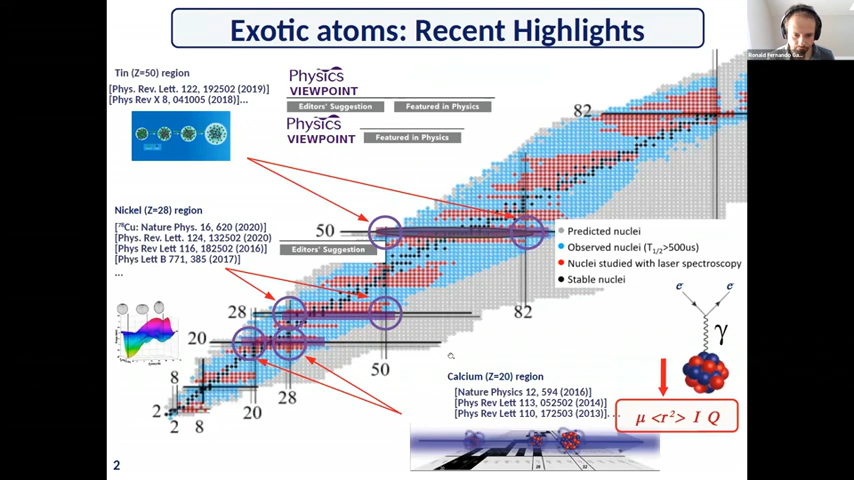 Exotic atoms: Recent Highlights
Ronald Fernando Ga...
Tin (Z=50) region
[Phys. Rev. Lett. 122, 192502 (2019)]
[Phys Rev X 8, 041005 (2018)]...
Physics
VIEWPOINT
Editors' Suggestion Featured in Physics
Physics
VIEWPOINT
Featured in Physics
82
Nickel (Z=28) region
[⁷⁸Cu: Nature Phys. 16, 620 (2020)]
[Phys. Rev. Lett. 124, 132502 (2020)
[Phys Rev Lett 116, 182502 (2016)]
[Phys Lett B 771, 385 (2017)]
...
50
Editors' Suggestion
Predicted nuclei
Observed nuclei (T1/2>500us)
Nuclei studied with laser spectroscopy
Stable nuclei
82
28
20
50
8
28
20
2
2 8
e⁻ e⁻
γ
Calcium (Z=20) region
[Nature Physics 12, 594 (2016)]
[Phys Rev Lett 113, 052502 (2014)]
[Phys Rev Lett 110, 172503 (2013)]...
μ <r²> I Q
2